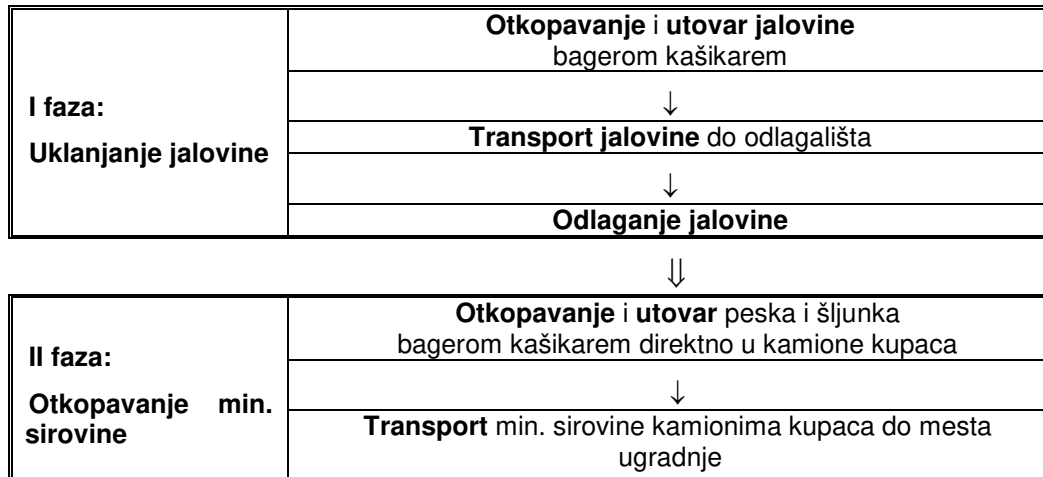 I faza:
Uklanjanje jalovine
Otkopavanje i utovar jalovine
bagerom kašikarem
↓
Transport jalovine do odlagališta
↓
Odlaganje jalovine
⇓
II faza:
Otkopavanje min.
sirovine
Otkopavanje i utovar peska i šljunka
bagerom kašikarem direktno u kamione kupaca
↓
Transport min. sirovine kamionima kupaca do mesta
ugradnje